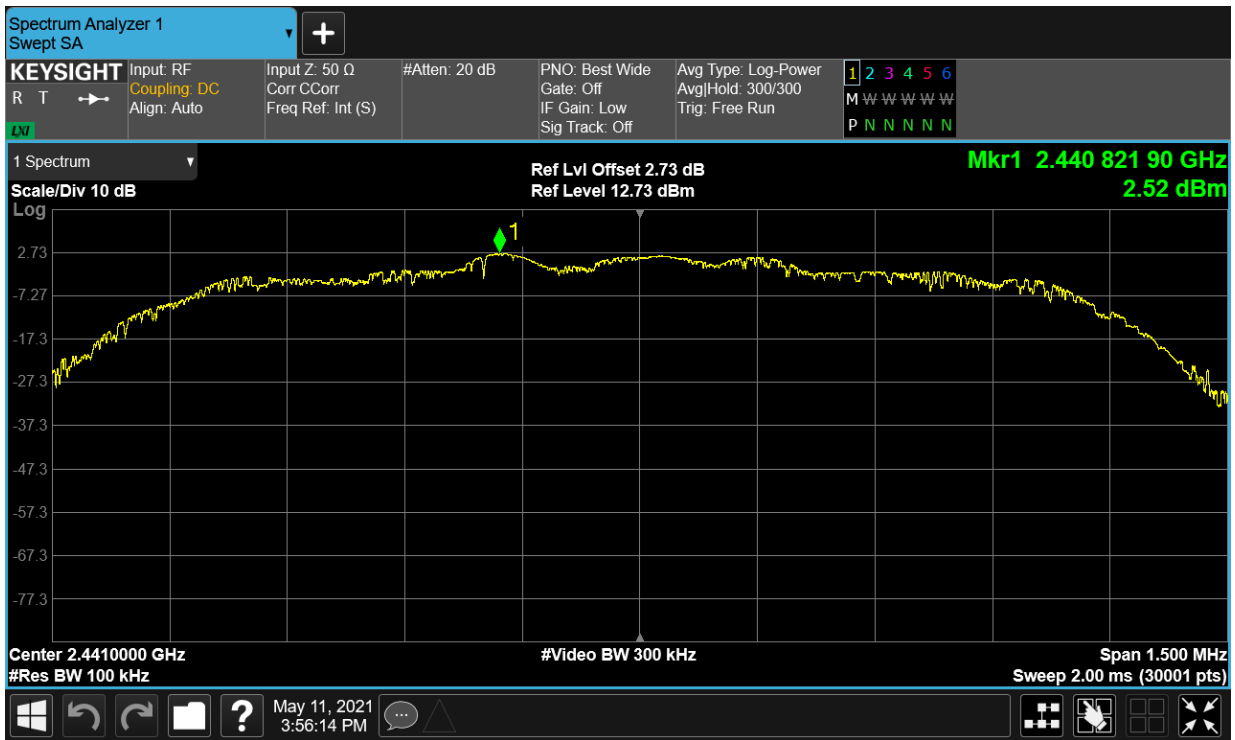 Spectrum Analyzer 1
Swept SA
+
KEYSIGHT
R T
LXI
Input: RF
Coupling: DC
Align: Auto
Input Z: 50 Ω
Corr CCorr
Freq Ref: Int (S)
#Atten: 20 dB
PNO: Best Wide
Gate: Off
IF Gain: Low
Sig Track: Off
Avg Type: Log-Power
Avg|Hold: 300/300
Trig: Free Run
1 2 3 4 5 6
M W W W W W
P N N N N N
1 Spectrum
Scale/Div 10 dB
Log
Ref Lvl Offset 2.73 dB
Ref Level 12.73 dBm
Mkr1 2.440 821 90 GHz
2.52 dBm
1
2.73
-7.27
-17.3
-27.3
-37.3
-47.3
-57.3
-67.3
-77.3
Center 2.4410000 GHz
#Res BW 100 kHz
#Video BW 300 kHz
Span 1.500 MHz
Sweep 2.00 ms (30001 pts)
?
May 11, 2021
3:56:14 PM